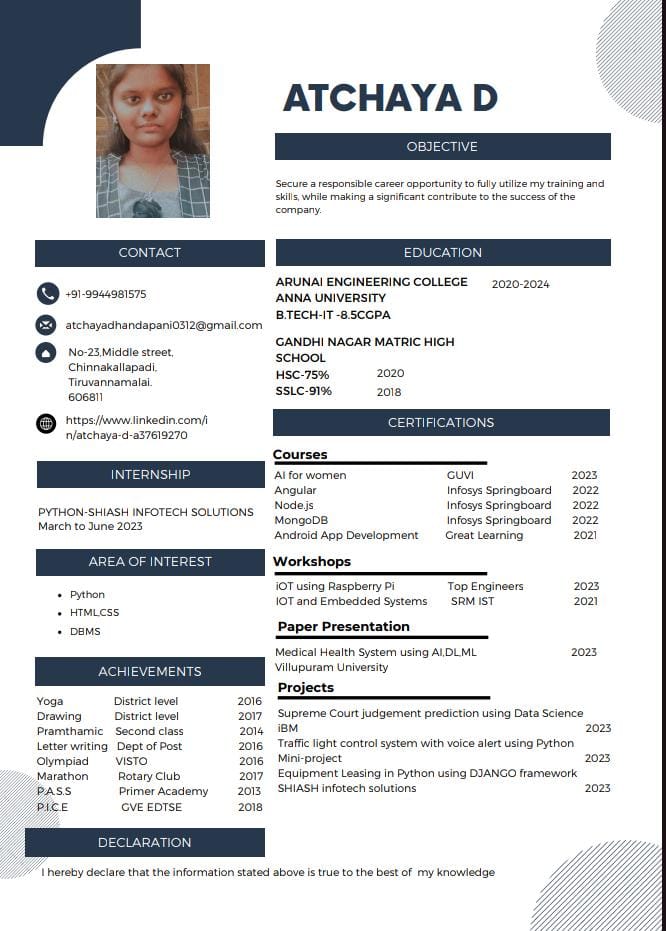 ATCHAYA D
OBJECTIVE
Secure a responsible career opportunity to fully utilize my training and
skills, while making a significant contribute to the success of the
company.
CONTACT
+91-9944981575
atchayadhandapani0312@gmail.com
No-23,Middle street,
Chinnakallapadi,
Tiruvannamalai.
606811
https://www.linkedin.com/i
n/atchaya-d-a37619270
INTERNSHIP
PYTHON-SHIASH INFOTECH SOLUTIONS
March to June 2023
AREA OF INTEREST
• Python
• HTML,CSS
• DBMS
ACHIEVEMENTS
Yoga District level 2016
Drawing District level 2017
Pramthamic Second class 2014
Letter writing Dept of Post 2016
Olympiad VISTO 2016
Marathon Rotary Club 2017
P.A.S.S Primer Academy 2013
P.I.C.E GVE EDTSE 2018
EDUCATION
ARUNAI ENGINEERING COLLEGE 2020-2024
ANNA UNIVERSITY
B.TECH-IT -8.5CGPA
GANDHI NAGAR MATRIC HIGH
SCHOOL
HSC-75% 2020
SSLC-91% 2018
CERTIFICATIONS
Courses
AI for women GUVI 2023
Angular Infosys Springboard 2022
Node.js Infosys Springboard 2022
MongoDB Infosys Springboard 2022
Android App Development Great Learning 2021
Workshops
iOT using Raspberry Pi Top Engineers 2023
IOT and Embedded Systems SRM IST 2021
Paper Presentation
Medical Health System using AI,DL,ML 2023
Villupuram University
Projects
Supreme Court judgement prediction using Data Science
iBM 2023
Traffic light control system with voice alert using Python
Mini-project 2023
Equipment Leasing in Python using DJANGO framework
SHIASH infotech solutions 2023
DECLARATION
I hereby declare that the information stated above is true to the best of my knowledge